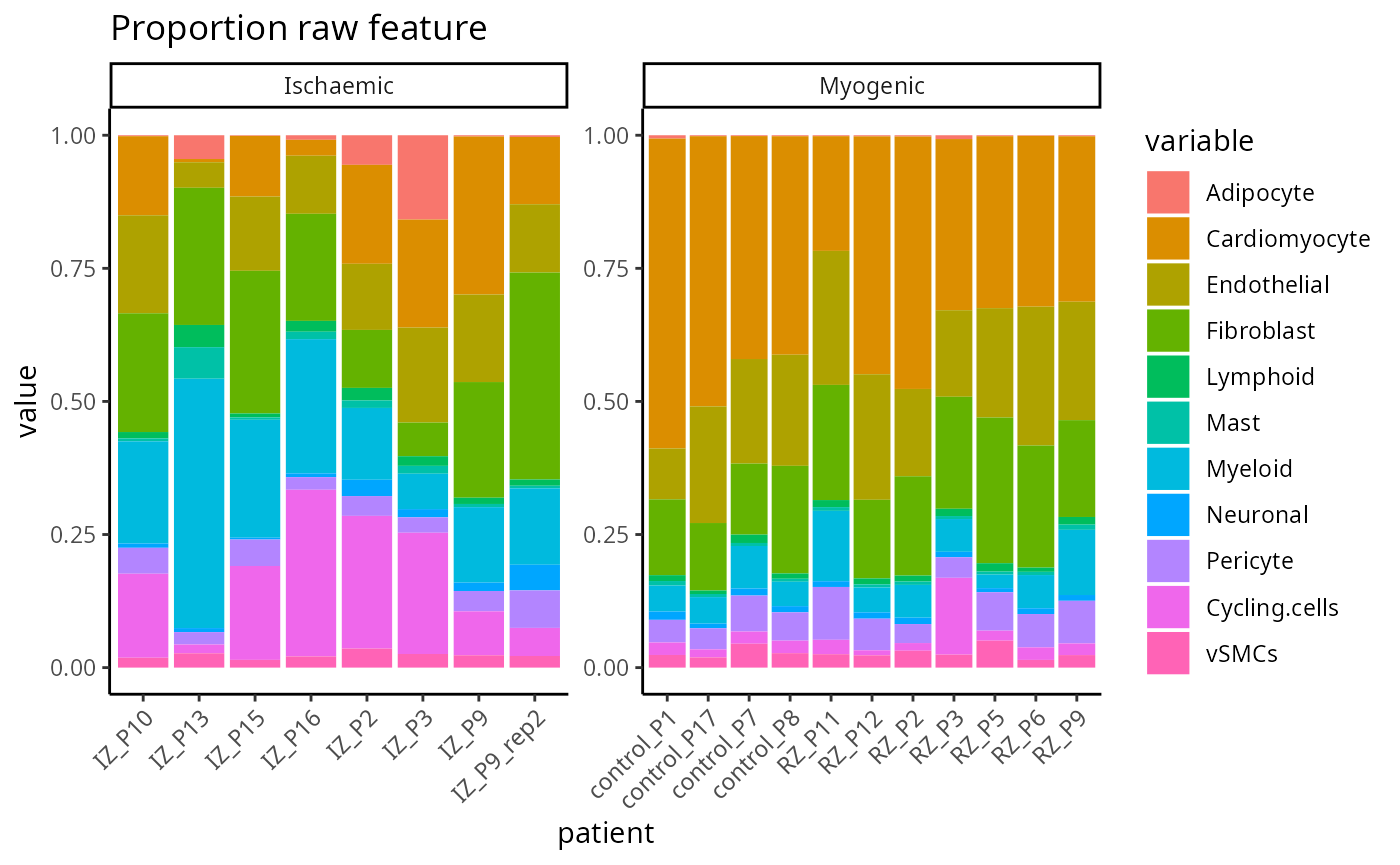 Proportion raw feature
Ischaemic
Myogenic
value
1.00
0.75
0.50
0.25
0.00
1.00
0.75
0.50
0.25
0.00
IZ_P10
IZ_P13
IZ_P15
IZ_P16
IZ_P2
IZ_P3
IZ_P9
IZ_P9_rep2
control_P1
control_P17
control_P7
control_P8
RZ_P11
RZ_P12
RZ_P2
RZ_P3
RZ_P5
RZ_P6
RZ_P9
patient
variable
Adipocyte
Cardiomyocyte
Endothelial
Fibroblast
Lymphoid
Mast
Myeloid
Neuronal
Pericyte
Cycling.cells
vSMCs